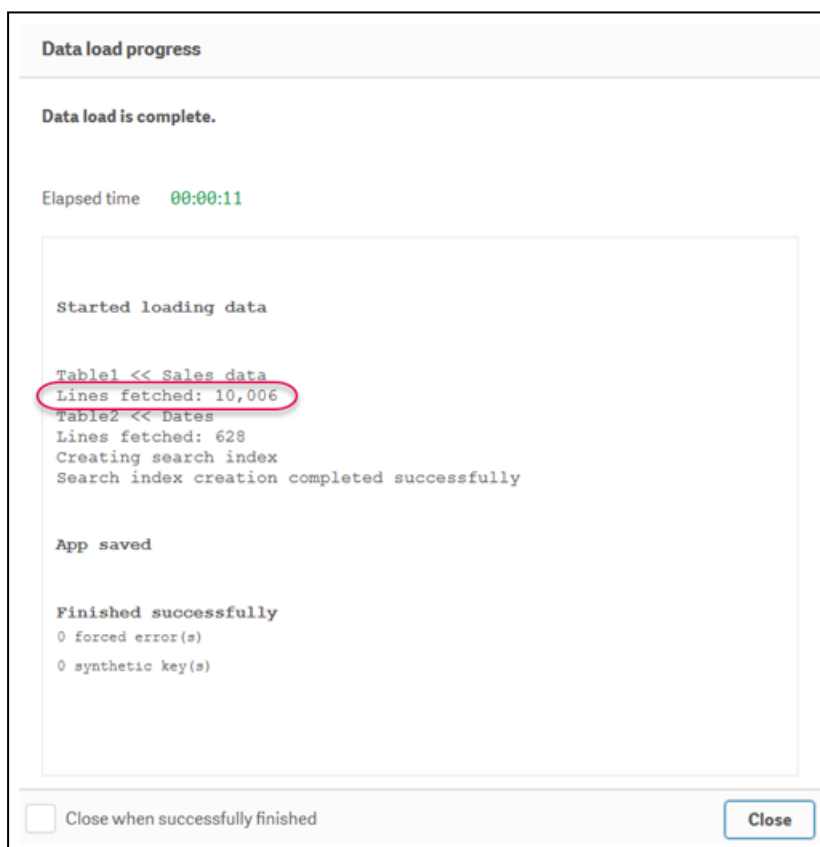 Data load progress
Data load is complete.
Elapsed time 00:00:11
Started loading data
Table1 << Sales data
Lines fetched: 10,006
Table2 << Dates
Lines fetched: 628
Creating search index
Search index creation completed successfully
App saved
Finished successfully
0 forced error(s)
0 synthetic key(s)
Close when successfully finished
Close